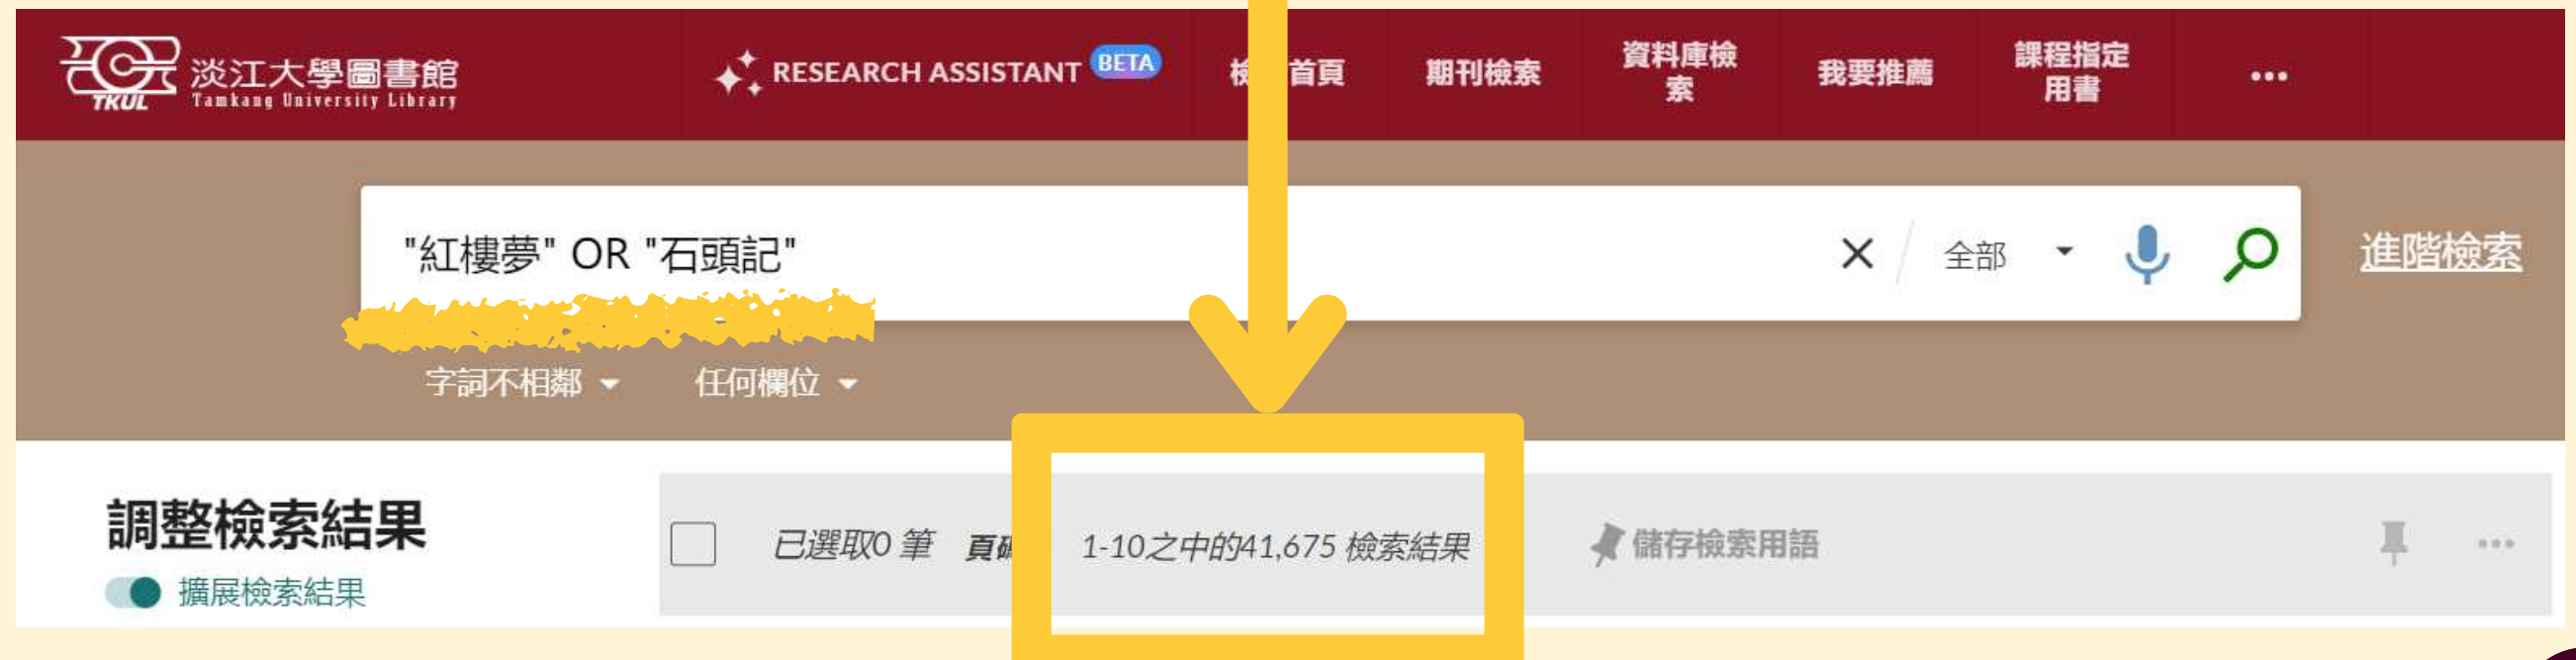 淡江大學圖書館
Tamkang University Library
TKUL
RESEARCH ASSISTANT BETA
首頁
期刊檢索
資料庫檢
索
我要推薦
課程指定
用書
"紅樓夢" OR "石頭記"
全部
進階檢索
字詞不相鄰
任何欄位
調整檢索結果
擴展檢索結果
已選取0 筆
頁
1-10之中的41,675 檢索結果
儲存檢索用語